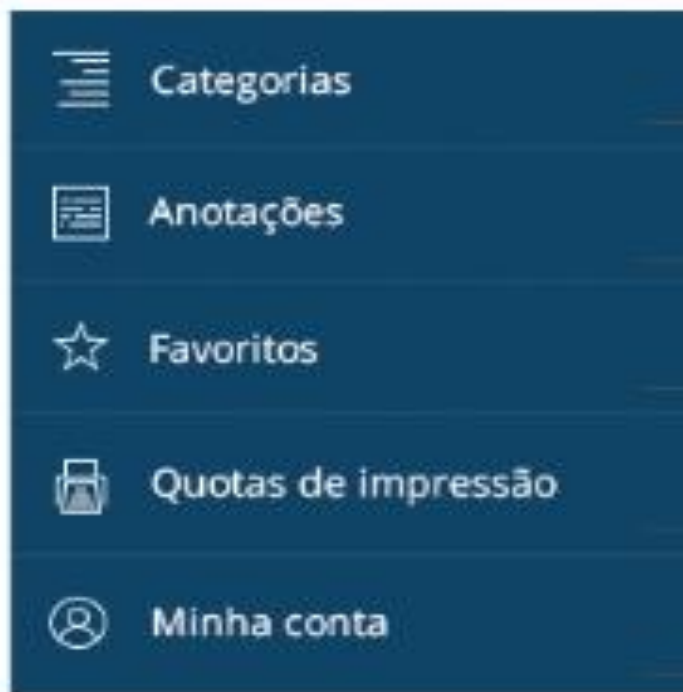 Categorias
Anotações
Favoritos
Quotas de impressão
Minha conta